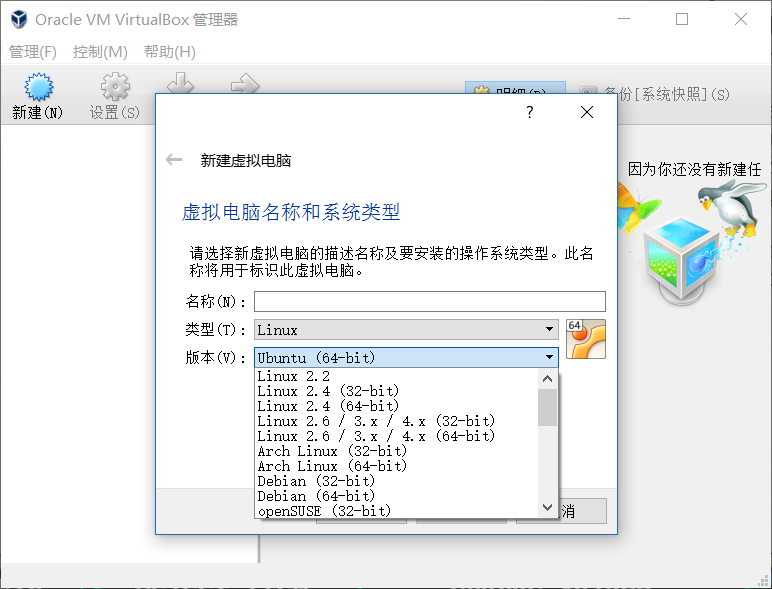 Oracle VM VirtualBox 管理器
管理(F) 控制(M) 帮助(H)
新建(N) 设置(S) 明细(D) 备份[系统快照](S)
?
新建虚拟电脑
因为你还没有新建任
虚拟电脑名称和系统类型
请选择新虚拟电脑的描述名称及要安装的操作系统类型。此名
称将用于标识此虚拟电脑。
名称(N):
类型(T): Linux
64
版本(V): Ubuntu (64-bit)
Linux 2.2
Linux 2.4 (32-bit)
Linux 2.4 (64-bit)
Linux 2.6 / 3.x / 4.x (32-bit)
Linux 2.6 / 3.x / 4.x (64-bit)
Arch Linux (32-bit)
Arch Linux (64-bit)
Debian (32-bit)
Debian (64-bit)
openSUSE (32-bit)
消